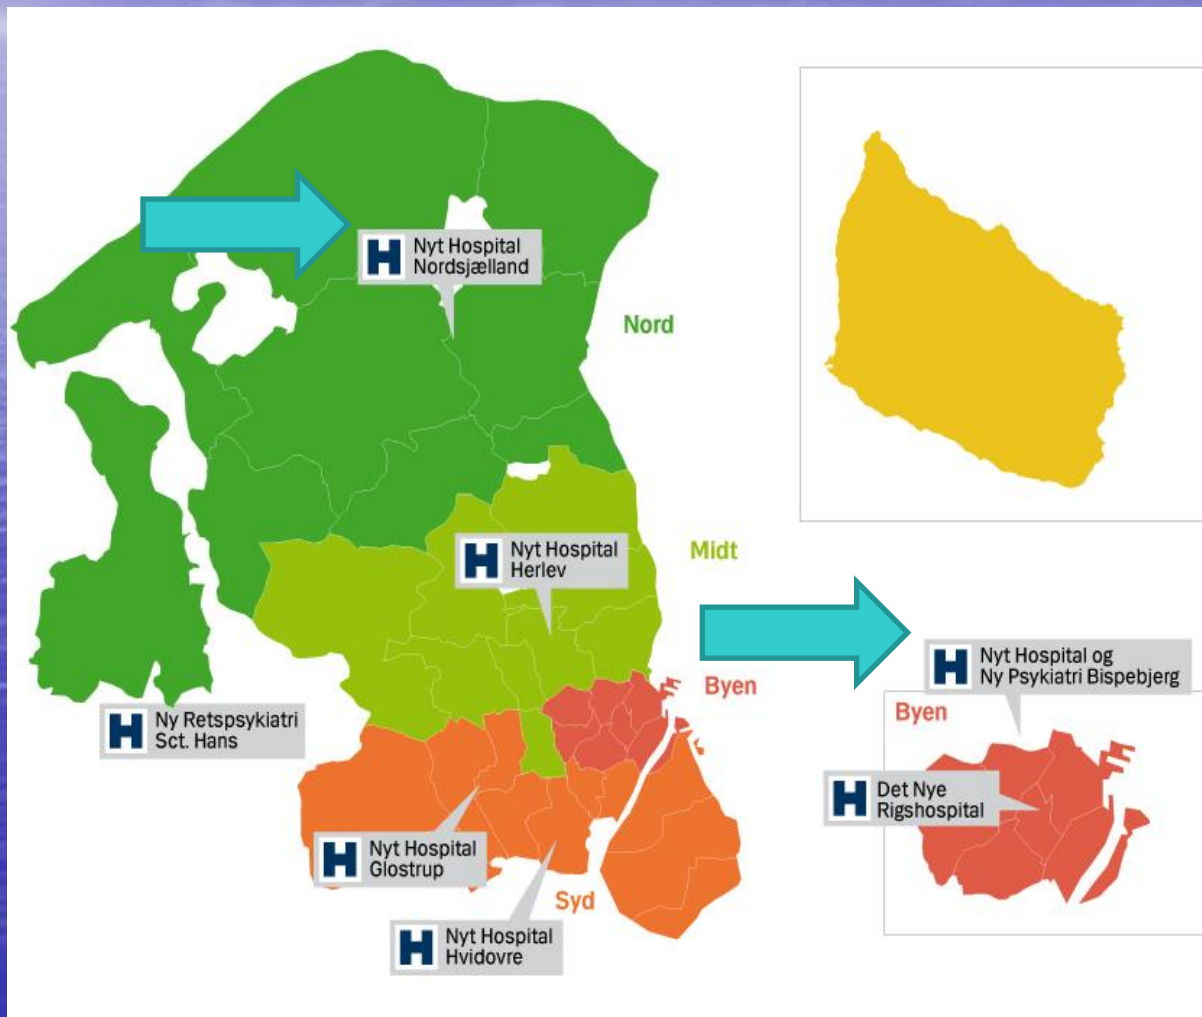 H
Nyt Hospital
Nordsjælland
Nord
H
Nyt Hospital
Herlev
Midt
H
Nyt Hospital og
Ny Psykiatri Bispebjerg
Byen
Byen
H
Ny Retspsykiatri
Sct. Hans
H
Det Nye
Rigshospital
H
Nyt Hospital
Glostrup
Syd
H
Nyt Hospital
Hvidovre